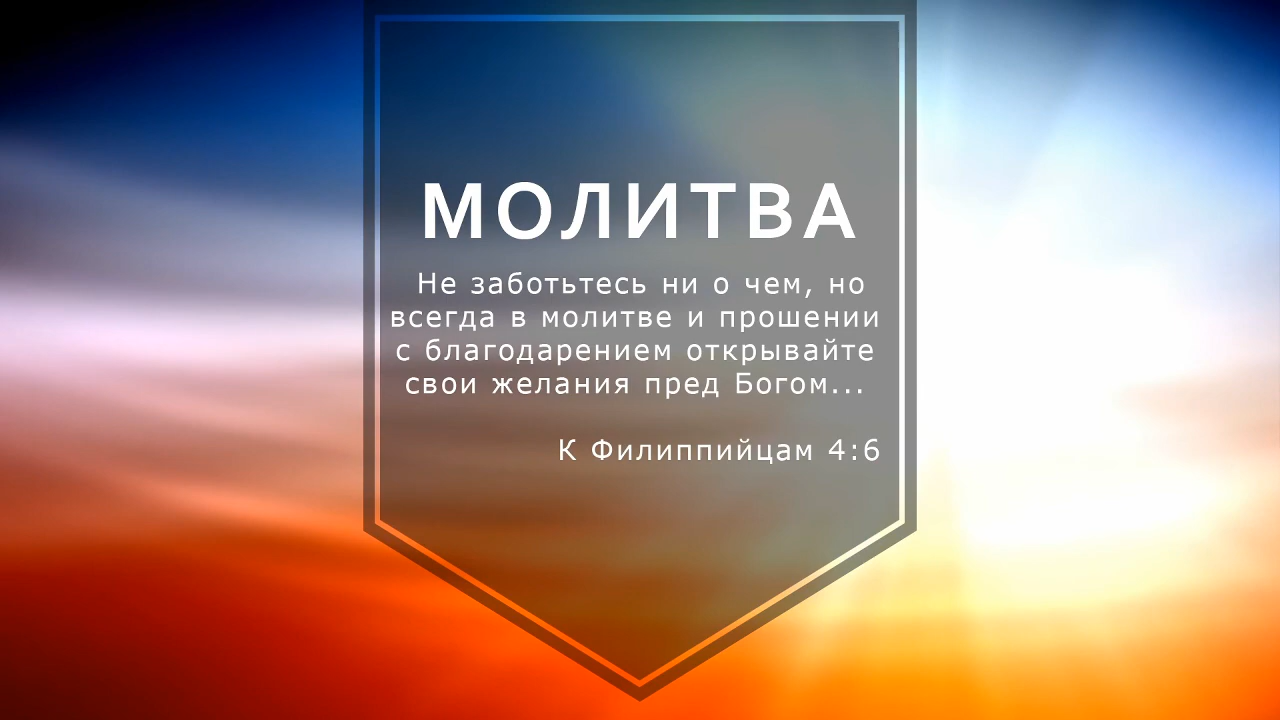 МОЛИТВА
Не заботьтесь ни о чем, но
всегда в молитве и прошении
с благодарением открывайте
свои желания пред Богом...
К Филиппийцам 4:6